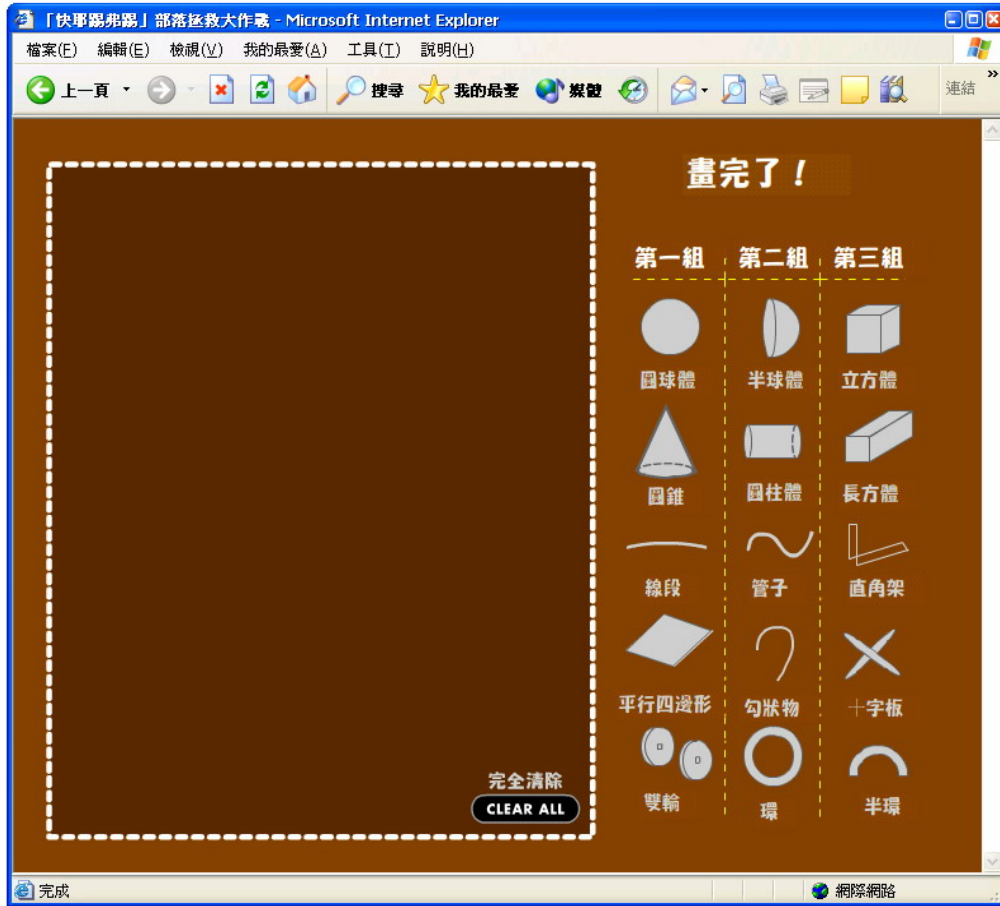 「快耶踢弗踢」部落拯救大作戰 - Microsoft Internet Explorer
檔案(F) 編輯(E) 檢視(V) 我的最愛(A) 工具(T) 說明(H)
上一頁 搜尋 我的最愛 媒體 連結 »
畫完了！
第一組 第二組 第三組
圓球體 半球體 立方體
圓錐 圓柱體 長方體
線段 管子 直角架
平行四邊形 勾狀物 十字板
雙輪 環 半環
完全清除
CLEAR ALL
完成 網際網路